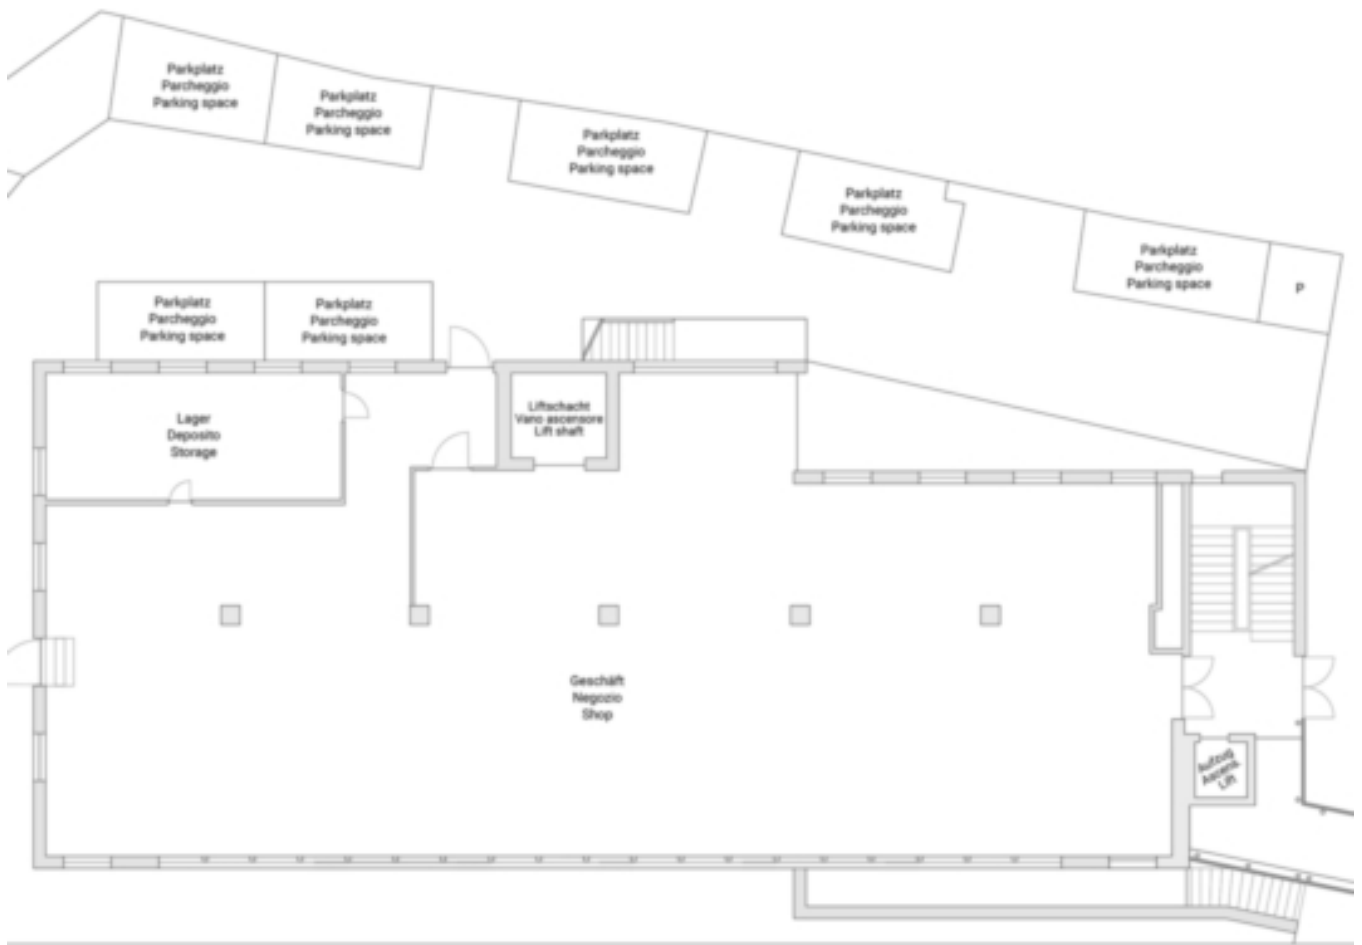 Parkplatz
Parcheggio
Parking space
Parkplatz
Parcheggio
Parking space
Parkplatz
Parcheggio
Parking space
Parkplatz
Parcheggio
Parking space
Parkplatz
Parcheggio
Parking space
P
Parkplatz
Parcheggio
Parking space
Parkplatz
Parcheggio
Parking space
Lager
Deposito
Storage
Liftschacht
Vano ascensore
Lift shaft
Geschäft
Negozio
Shop
Aufzug
Ascens.
Lift